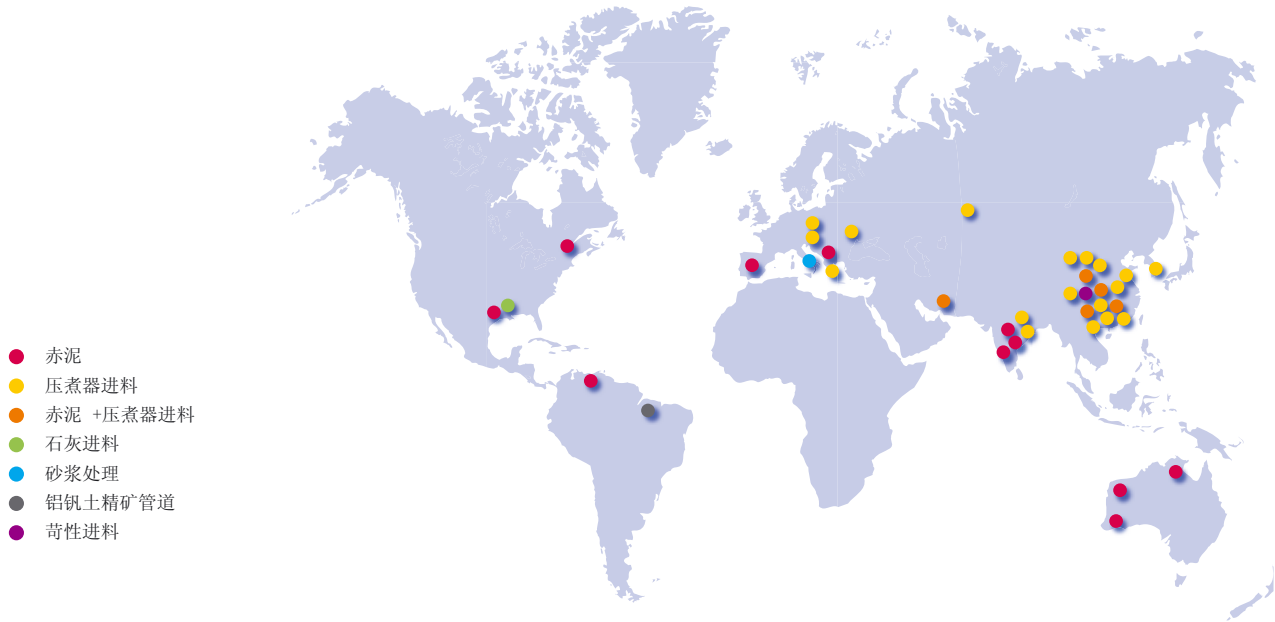 赤泥
压煮器进料
赤泥 +压煮器进料
石灰进料
砂浆处理
铝钒土精矿管道
苛性进料